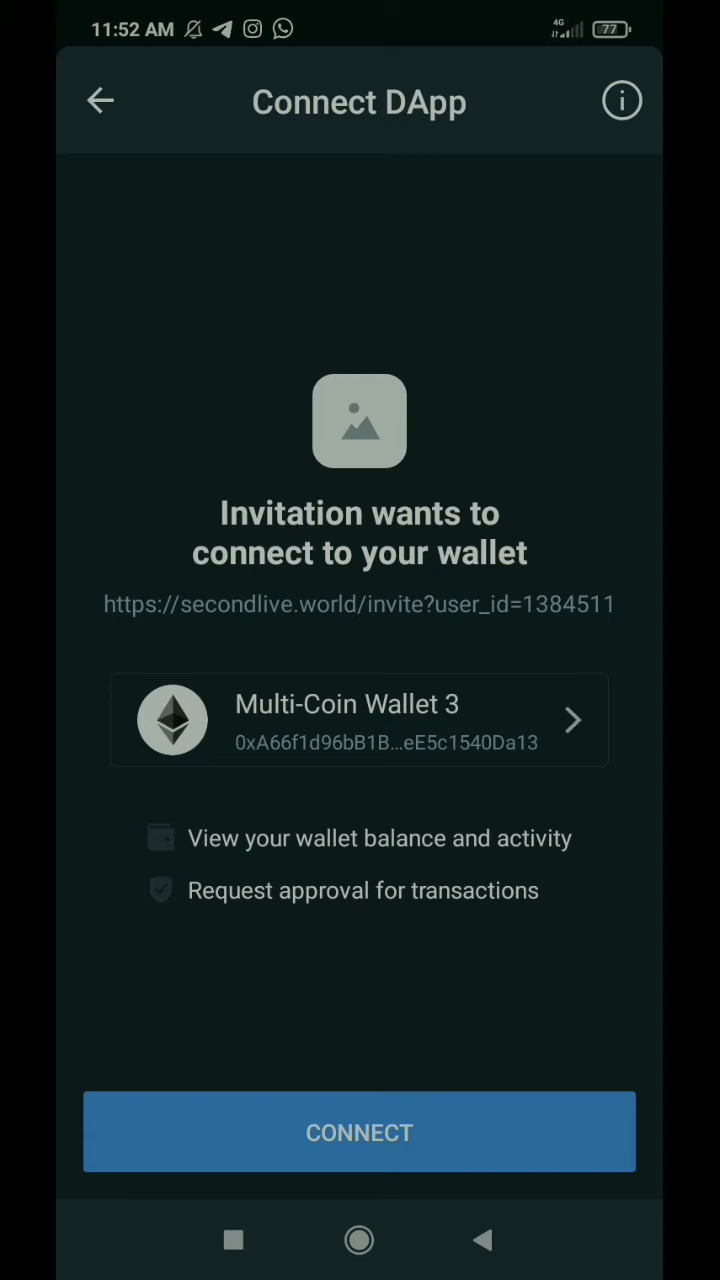 11:52 AM
4G
77
Connect DApp
Invitation wants to
connect to your wallet
https://secondlive.world/invite?user_id=1384511
Multi-Coin Wallet 3
0xA66f1d96bB1B...eE5c1540Da13
View your wallet balance and activity
Request approval for transactions
CONNECT